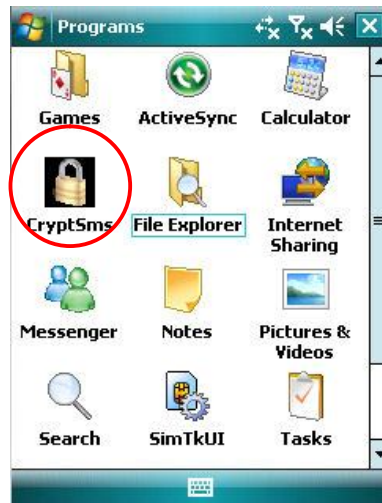 Programs
Games ActiveSync Calculator
CryptSms File Explorer Internet Sharing
Messenger Notes Pictures & Videos
Search SimTkUI Tasks